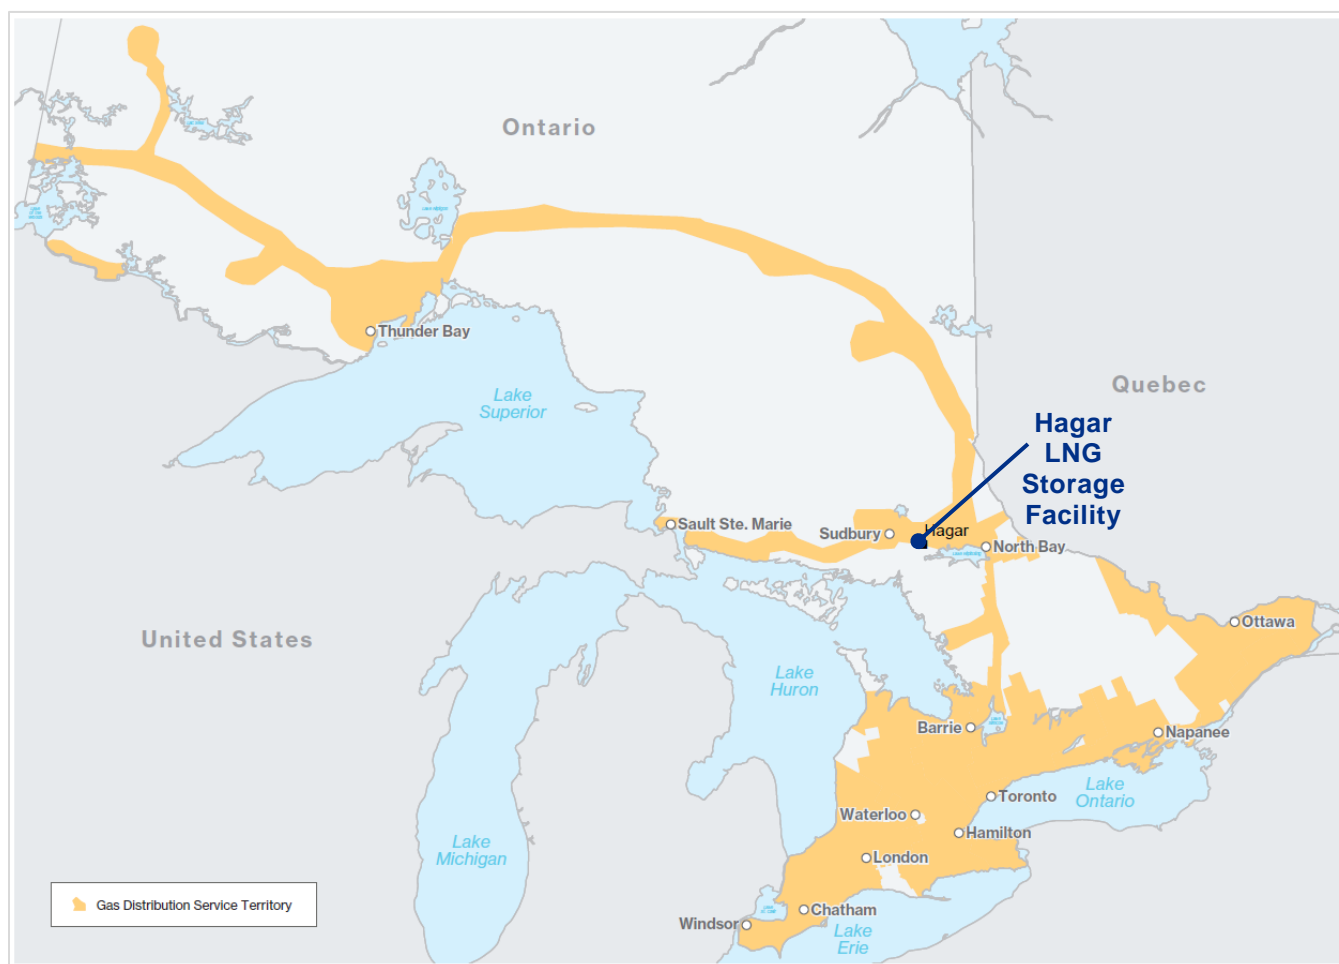 Ontario
Lake Nipigon
Thunder Bay
Quebec
Lake
Superior
Hagar
LNG
Storage
Facility
Sault Ste. Marie
Sudbury
Hagar
North Bay
United States
Ottawa
Lake
Huron
Barrie
Napanee
Lake
Ontario
Toronto
Waterloo
Hamilton
Lake
Michigan
London
Gas Distribution Service Territory
Chatham
Windsor
Lake
Erie